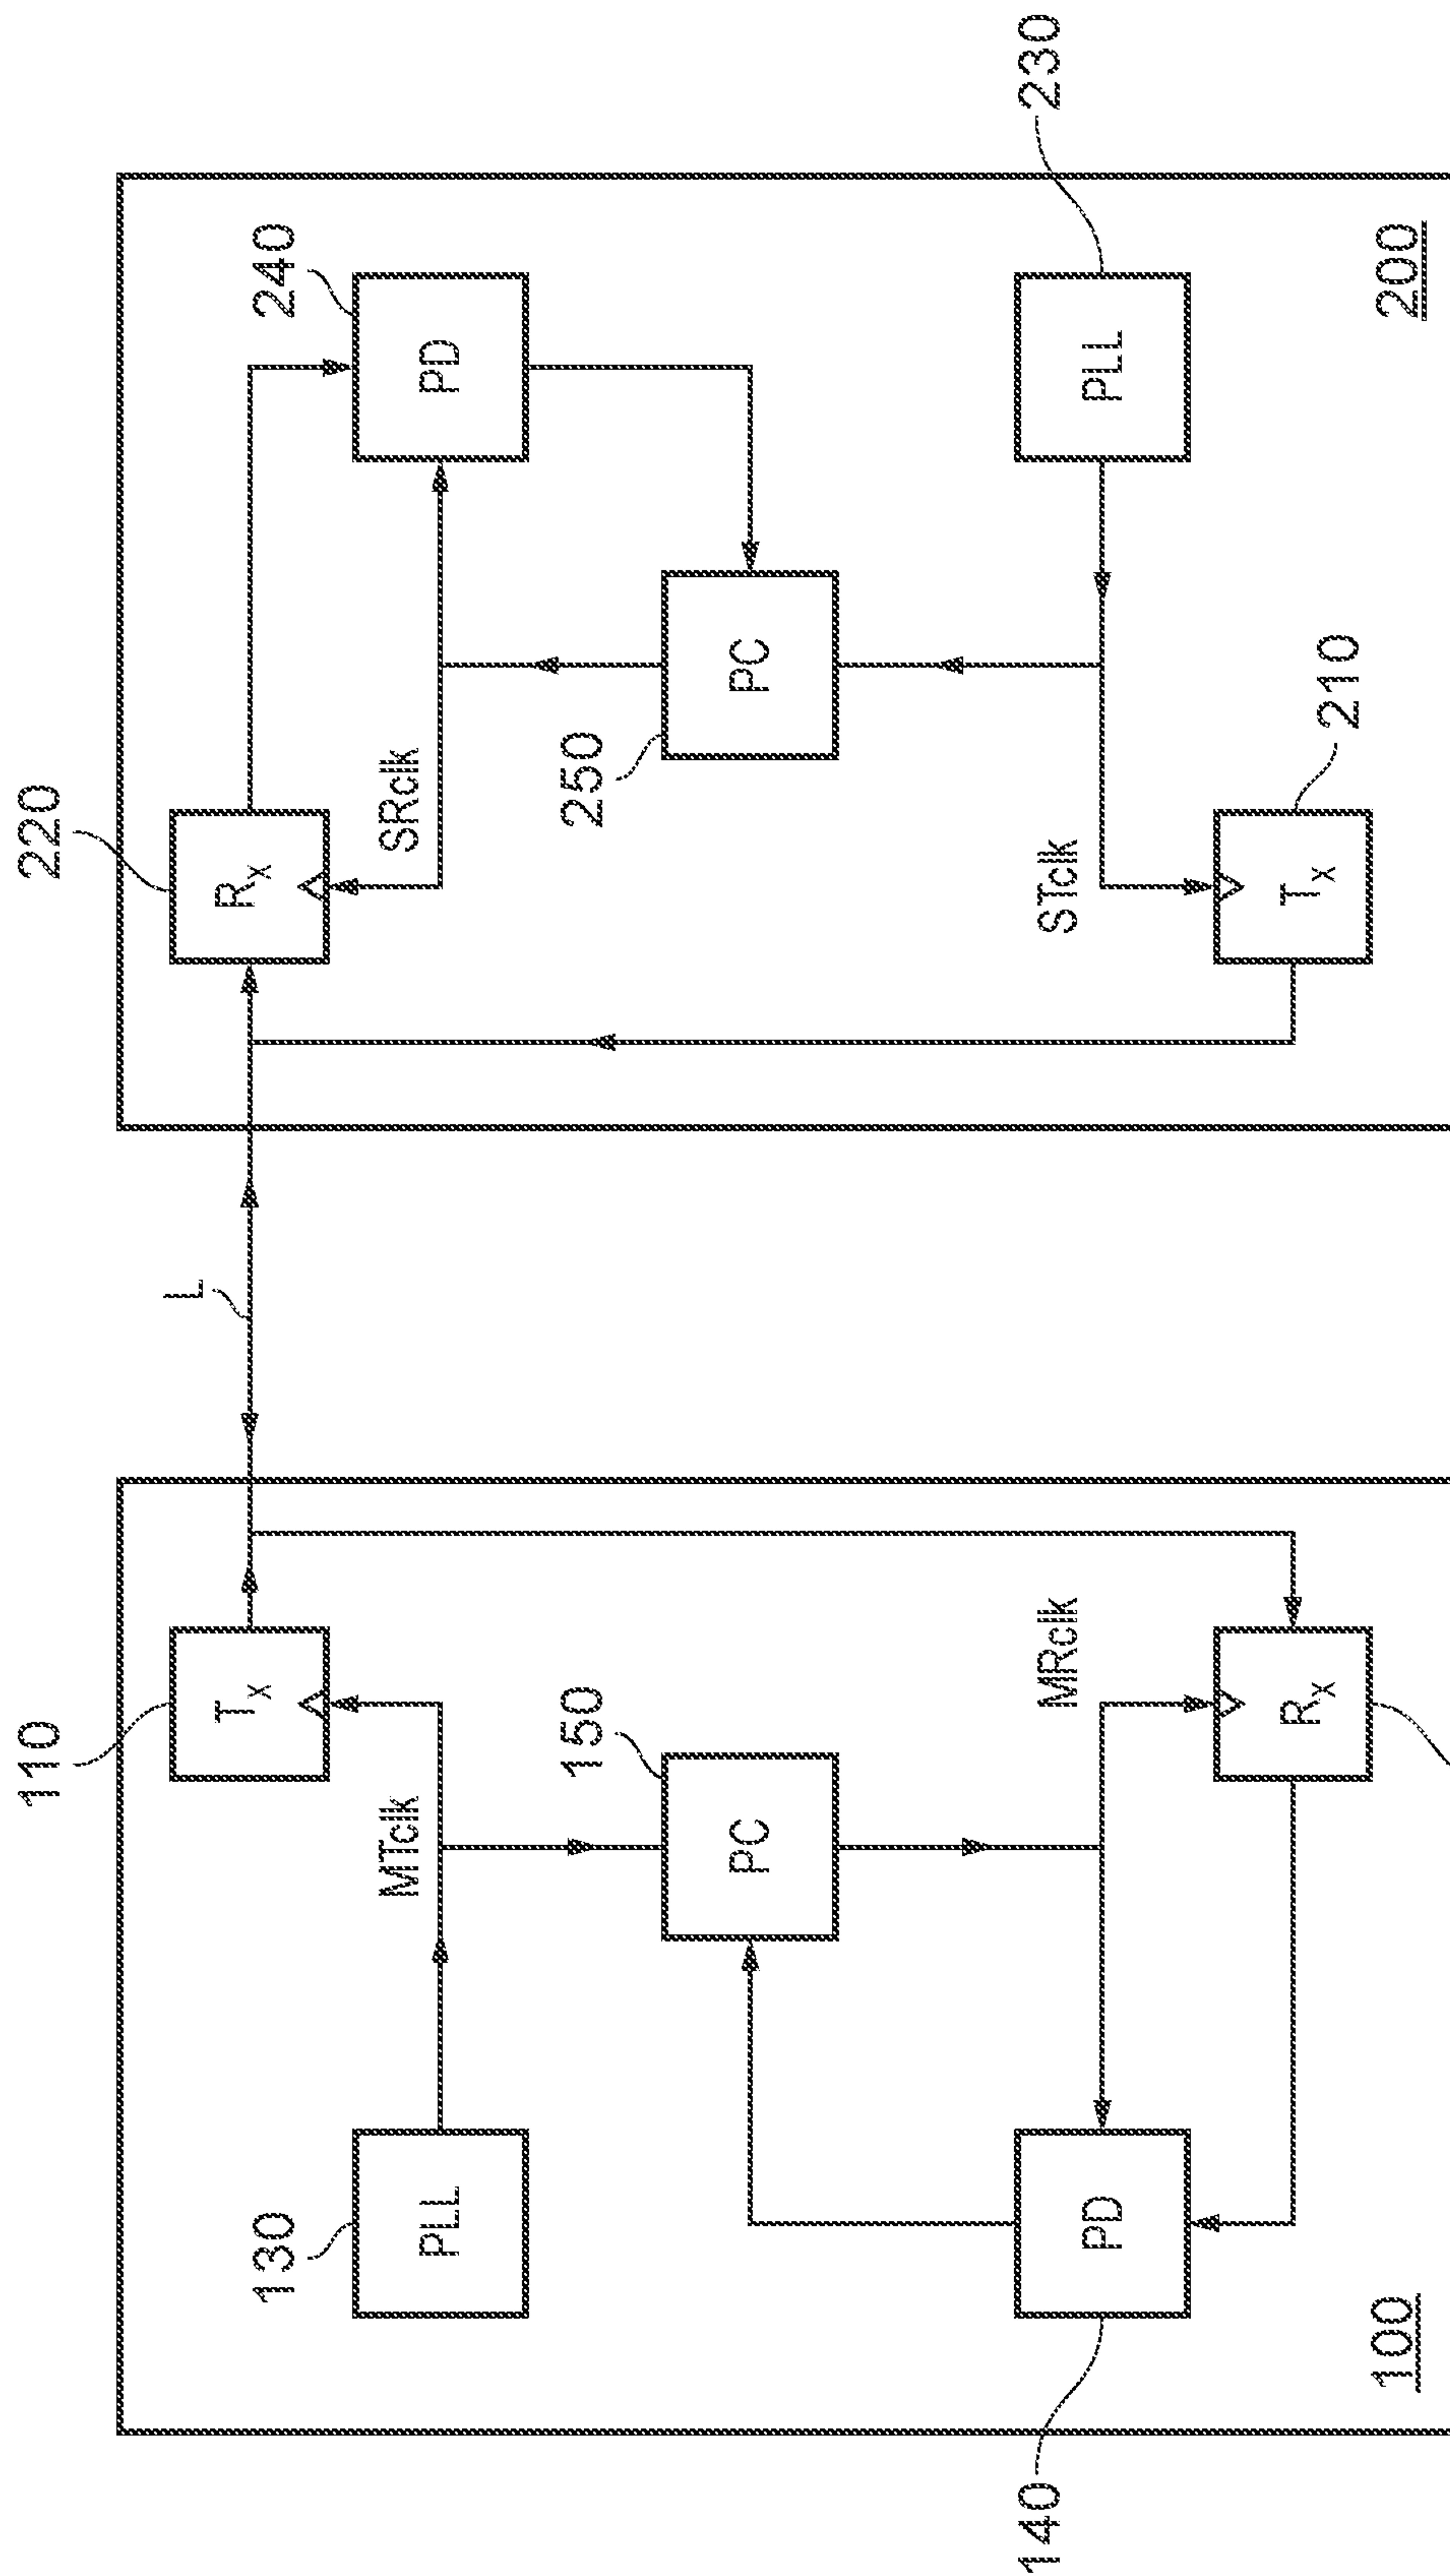 110
220
L
130
PLL
MTclk
Tx
Rx
SRclk
240
PD
150
PC
250
PC
140
PD
MRclk
Rx
STclk
Tx
210
PLL
230
100
200